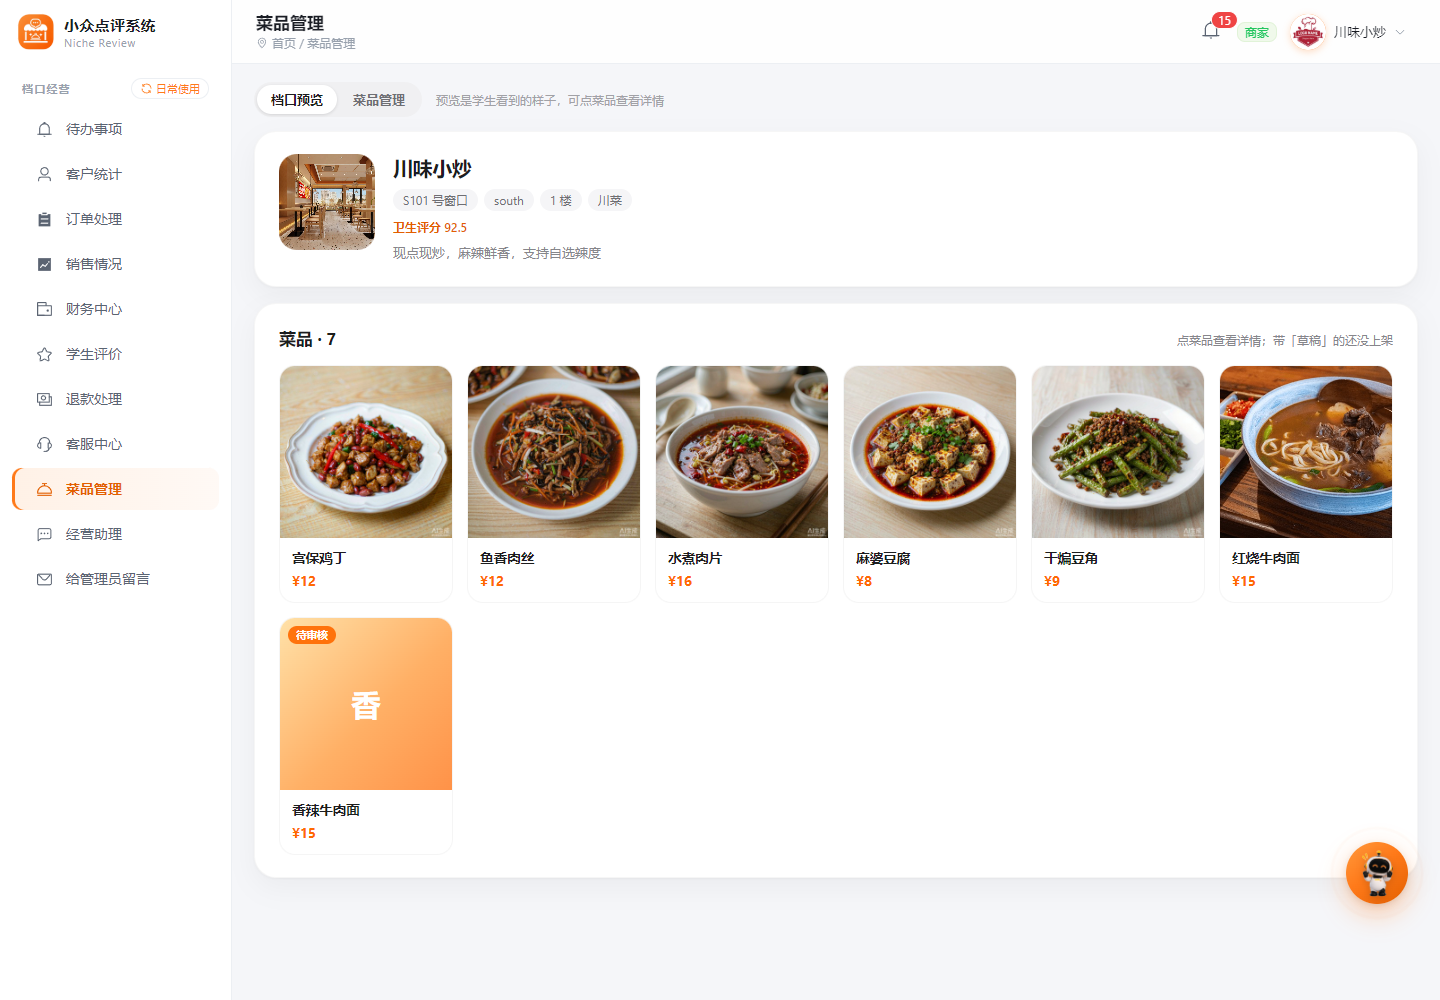 小众点评系统
Niche Review
档口经营
日常使用
待办事项
客户统计
订单处理
销售情况
财务中心
学生评价
退款处理
客服中心
菜品管理
经营助理
给管理员留言
菜品管理
首页 / 菜品管理
15
商家
川味小炒
档口预览
菜品管理
预览是学生看到的样子，可点菜品查看详情
川味小炒
S101 号窗口
south
1 楼
川菜
卫生评分 92.5
现点现炒，麻辣鲜香，支持自选辣度
菜品 · 7
点菜品查看详情；带「草稿」的还没上架
宫保鸡丁
¥12
鱼香肉丝
¥12
水煮肉片
¥16
麻婆豆腐
¥8
干煸豆角
¥9
红烧牛肉面
¥15
待审核
香
香辣牛肉面
¥15